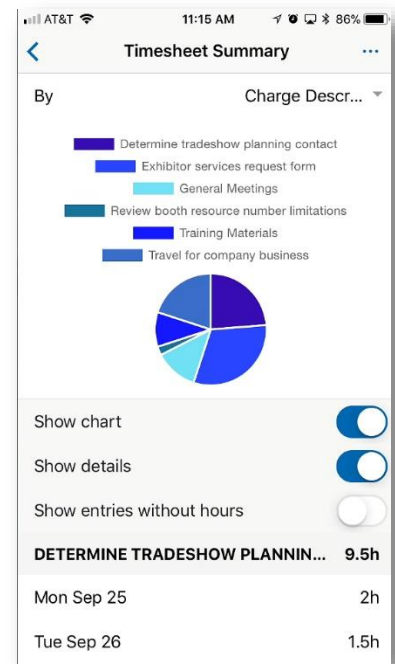 AT&T 11:15 AM 86%
Timesheet Summary ...
By Charge Descr...
Determine tradeshow planning contact
Exhibitor services request form
General Meetings
Review booth resource number limitations
Training Materials
Travel for company business
Show chart
Show details
Show entries without hours
DETERMINE TRADESHOW PLANNIN... 9.5h
Mon Sep 25 2h
Tue Sep 26 1.5h